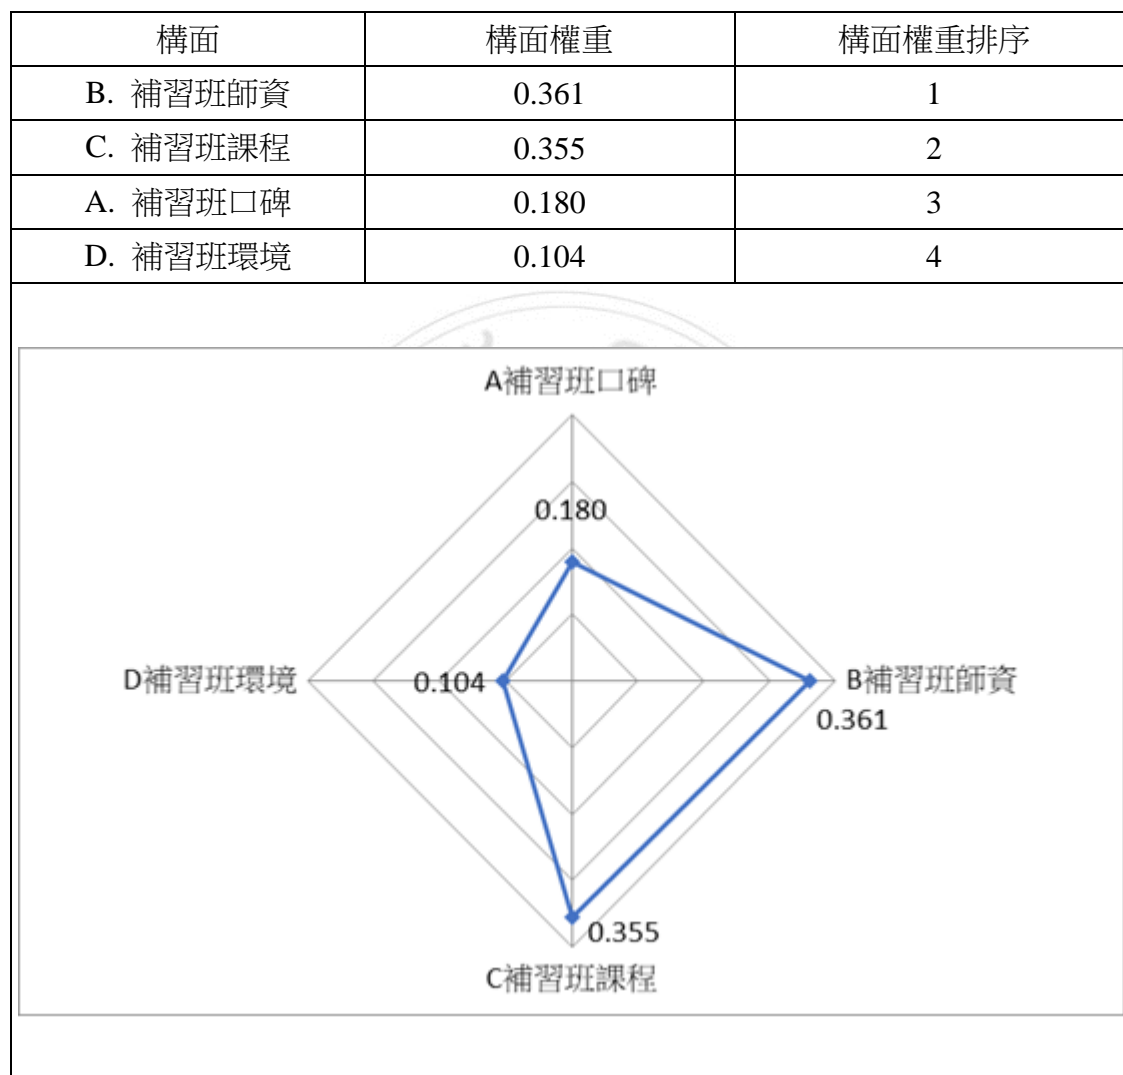 構面 構面權重 構面權重排序
B. 補習班師資 0.361 1
C. 補習班課程 0.355 2
A. 補習班口碑 0.180 3
D. 補習班環境 0.104 4
A補習班口碑
0.180
D補習班環境 0.104 B補習班師資
0.361
0.355
C補習班課程